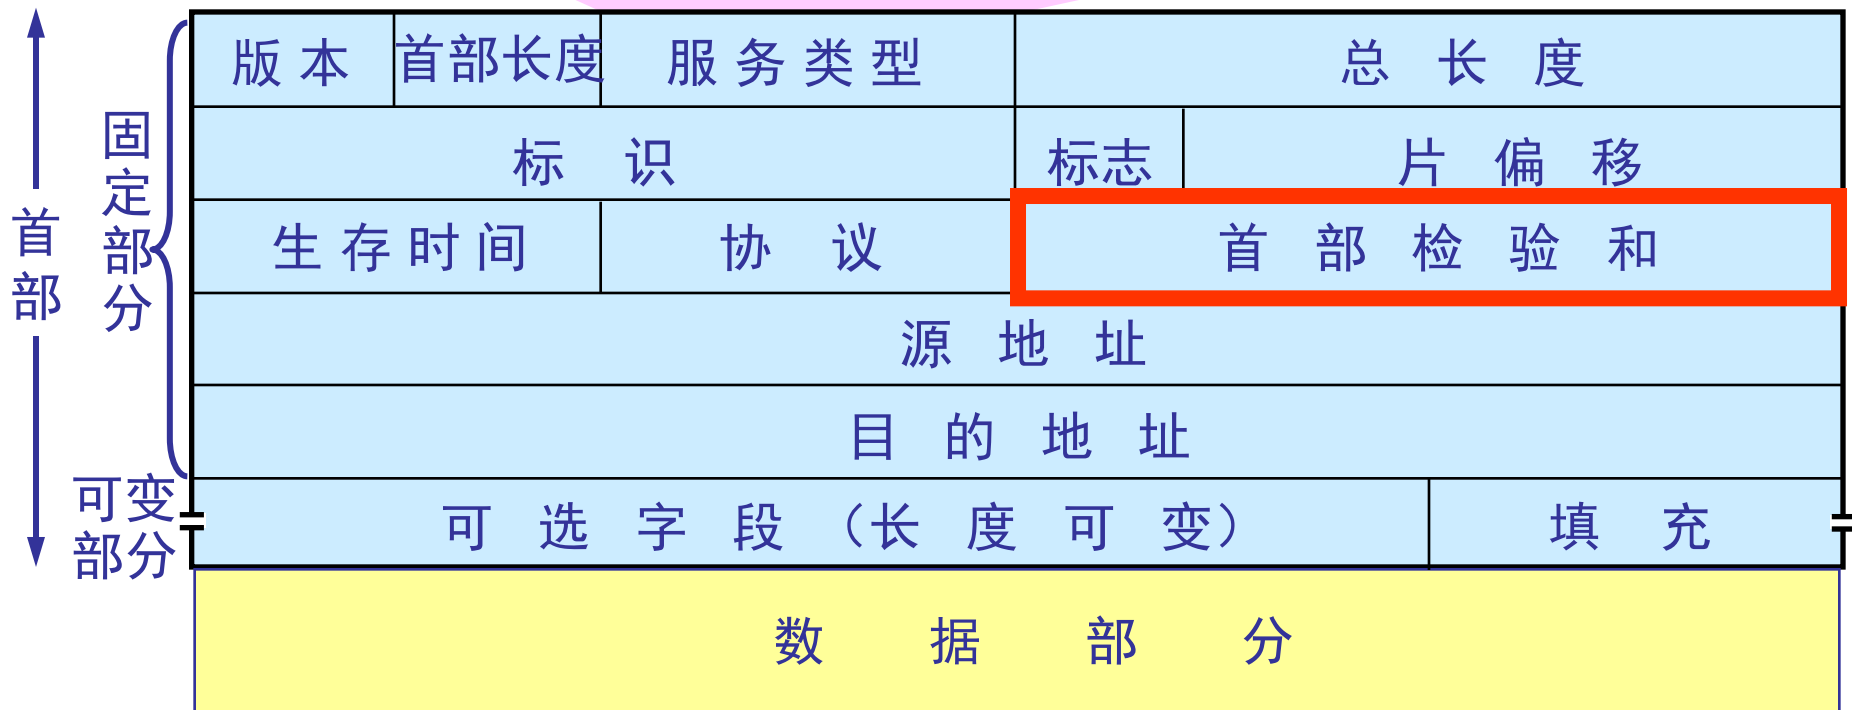 版本 首部长度 服务类型 总长度
标识 标志 片偏移
生存时间 协议 首部检验和
源地址
目的地址
可选字段（长度可变） 填充
数据部分
首部
固定部分
可变
部分